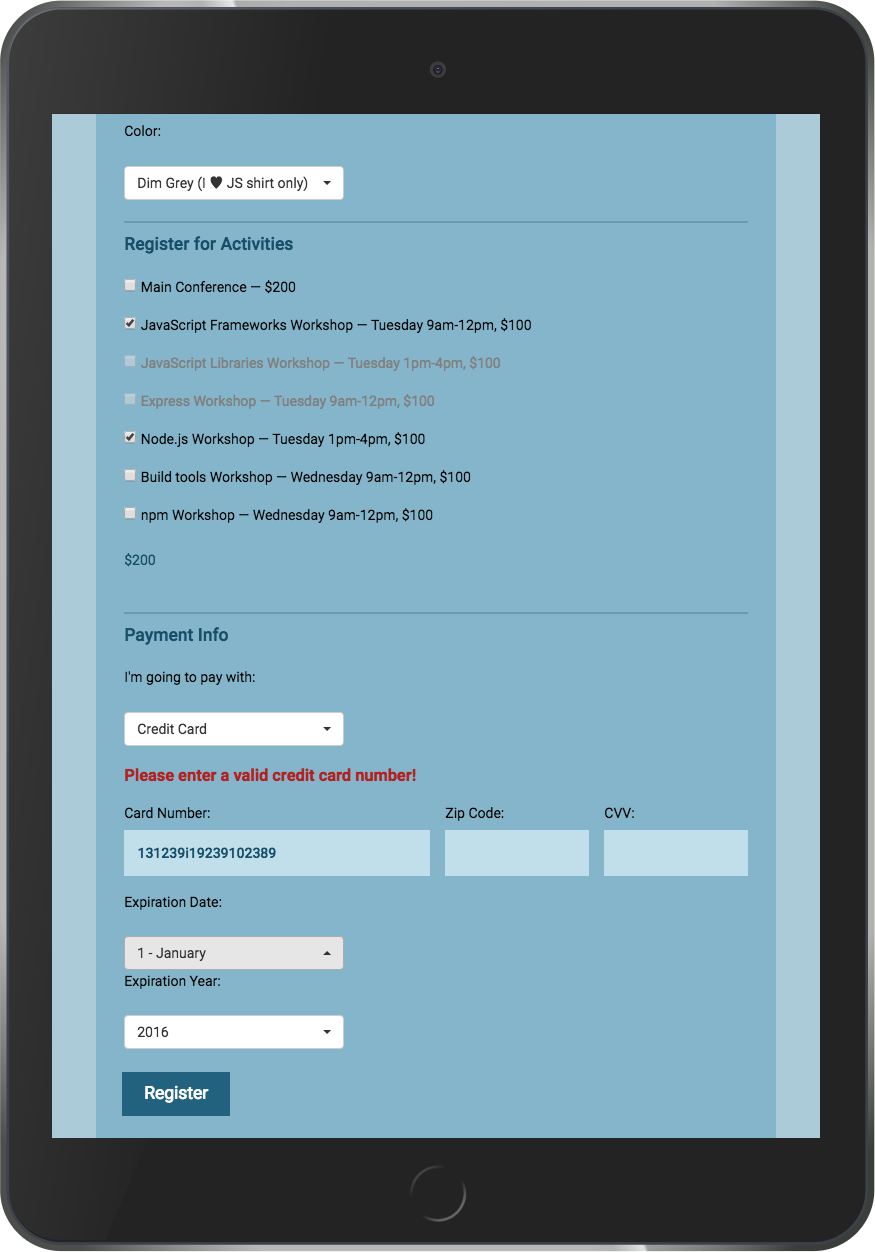 Color:
Dim Grey (I ♥ JS shirt only)
Register for Activities
Main Conference — $200
JavaScript Frameworks Workshop — Tuesday 9am-12pm, $100
JavaScript Libraries Workshop — Tuesday 1pm-4pm, $100
Express Workshop — Tuesday 9am-12pm, $100
Node.js Workshop — Tuesday 1pm-4pm, $100
Build tools Workshop — Wednesday 9am-12pm, $100
npm Workshop — Wednesday 9am-12pm, $100
$200
Payment Info
I'm going to pay with:
Credit Card
Please enter a valid credit card number!
Card Number: Zip Code: CVV:
131239i19239102389
Expiration Date:
1 - January
Expiration Year:
2016
Register